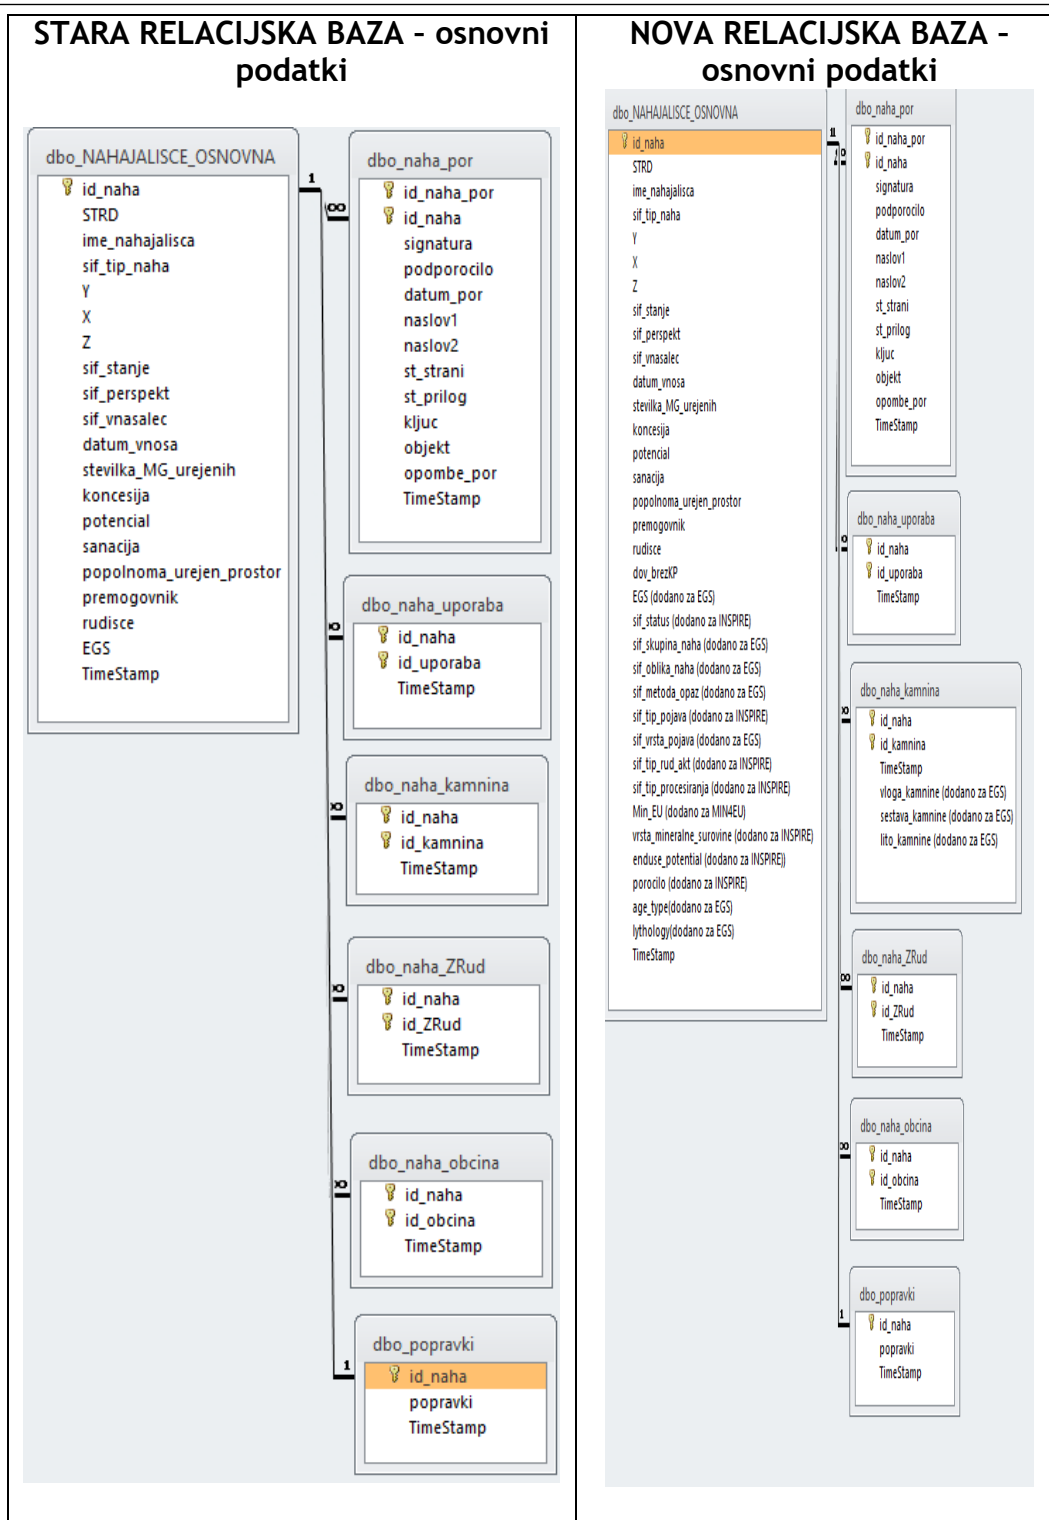 STARA RELACIJSKA BAZA – osnovni
podatki
dbo_NAHAJALISCE_OSNOVNA
id_naha
STRD
ime_nahajalisca
sif_tip_naha
Y
X
Z
sif_stanje
sif_perspekt
sif_vnasalec
datum_vnosa
stevilka_MG_urejenih
koncesija
potencial
sanacija
popolnoma_urejen_prostor
premogovnik
rudisce
EGS
TimeStamp
1
∞
dbo_naha_por
id_naha_por
id_naha
signatura
podporocilo
datum_por
naslov1
naslov2
st_strani
st_prilog
kljuc
objekt
opombe_por
TimeStamp
∞
dbo_naha_uporaba
id_naha
id_uporaba
TimeStamp
∞
dbo_naha_kamnina
id_naha
id_kamnina
TimeStamp
∞
dbo_naha_ZRud
id_naha
id_ZRud
TimeStamp
∞
dbo_naha_obcina
id_naha
id_obcina
TimeStamp
1
dbo_popravki
id_naha
popravki
TimeStamp
NOVA RELACIJSKA BAZA –
osnovni podatki
dbo_NAHAJALISCE_OSNOVNA
id_naha
STRD
ime_nahajalisca
sif_tip_naha
Y
X
Z
sif_stanje
sif_perspekt
sif_vnasalec
datum_vnosa
stevilka_MG_urejenih
koncesija
potencial
sanacija
popolnoma_urejen_prostor
premogovnik
rudisce
dov_brezKP
EGS (dodano za EGS)
sif_status (dodano za INSPIRE)
sif_skupina_naha (dodano za EGS)
sif_oblika_naha (dodano za EGS)
sif_metoda_opaz (dodano za EGS)
sif_tip_pojava (dodano za INSPIRE)
sif_vrsta_pojava (dodano za EGS)
sif_tip_rud_akt (dodano za INSPIRE)
sif_tip_procesiranja (dodano za INSPIRE)
Min_EU (dodano za MIN4EU)
vrsta_mineralne_surovine (dodano za INSPIRE)
enduse_potential (dodano za INSPIRE))
porocilo (dodano za INSPIRE)
age_type(dodano za EGS)
lythology(dodano za EGS)
TimeStamp
dbo_naha_por
id_naha_por
id_naha
signatura
podporocilo
datum_por
naslov1
naslov2
st_strani
st_prilog
kljuc
objekt
opombe_por
TimeStamp
dbo_naha_uporaba
id_naha
id_uporaba
TimeStamp
∞
dbo_naha_kamnina
id_naha
id_kamnina
TimeStamp
vloga_kamnine (dodano za EGS)
sestava_kamnine (dodano za EGS)
lito_kamnine (dodano za EGS)
∞
dbo_naha_ZRud
id_naha
id_ZRud
TimeStamp
∞
dbo_naha_obcina
id_naha
id_obcina
TimeStamp
1
dbo_popravki
id_naha
popravki
TimeStamp